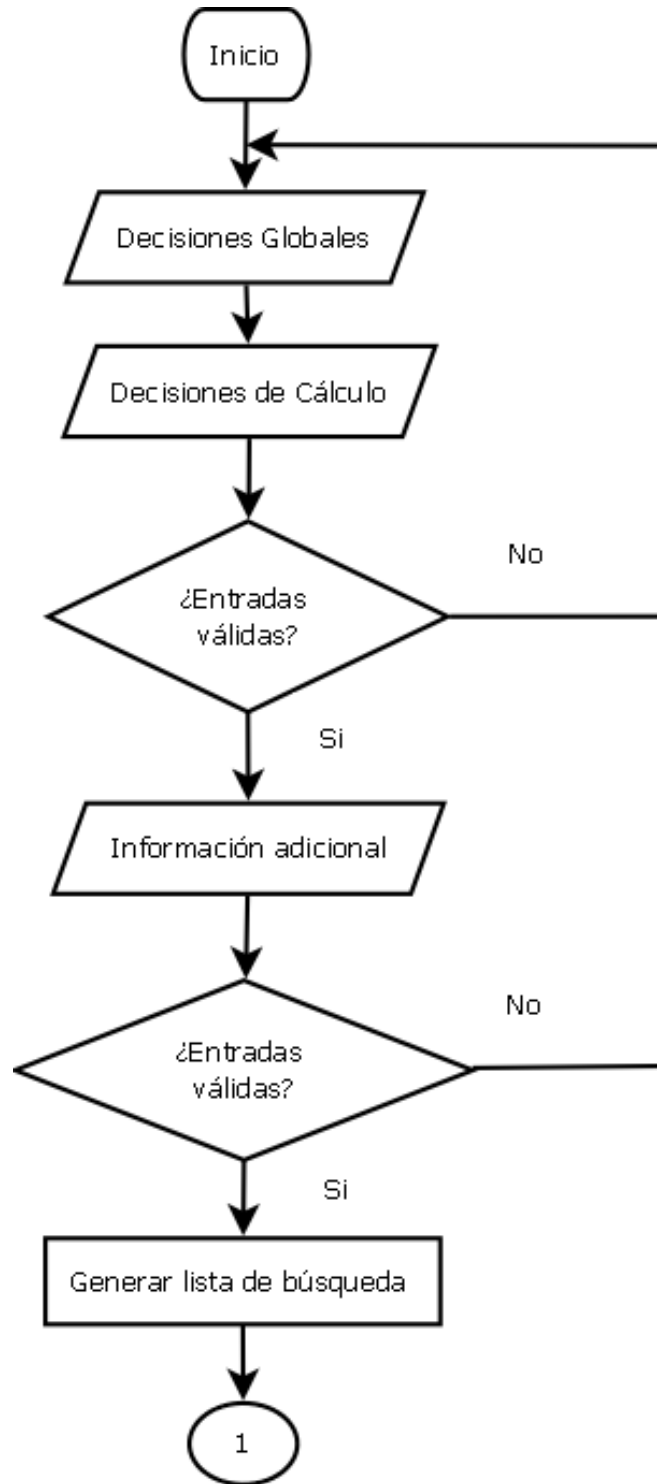 Inicio
Decisiones Globales
Decisiones de Cálculo
¿Entradas
válidas?
No
Si
Información adicional
¿Entradas
válidas?
No
Si
Generar lista de búsqueda
1